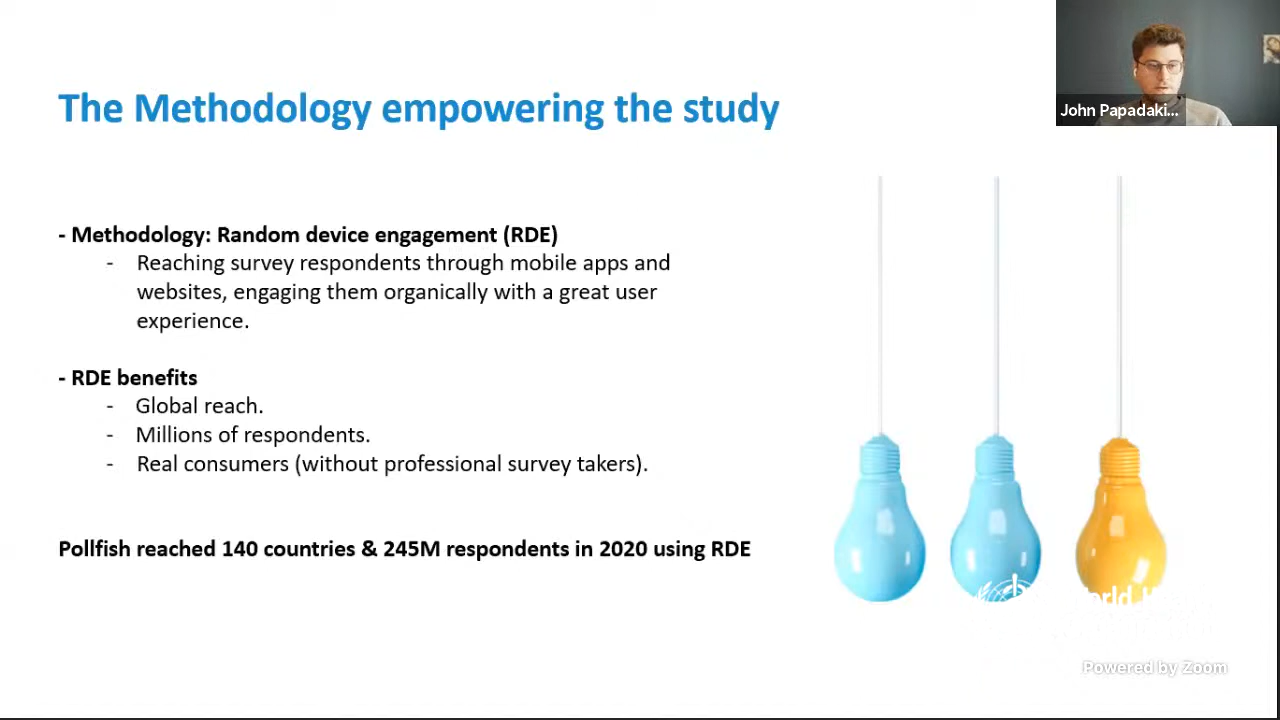 John Papadaki...
The Methodology empowering the study
- Methodology: Random device engagement (RDE)
- Reaching survey respondents through mobile apps and
websites, engaging them organically with a great user
experience.
- RDE benefits
- Global reach.
- Millions of respondents.
- Real consumers (without professional survey takers).
Pollfish reached 140 countries & 245M respondents in 2020 using RDE
Powered by Zoom